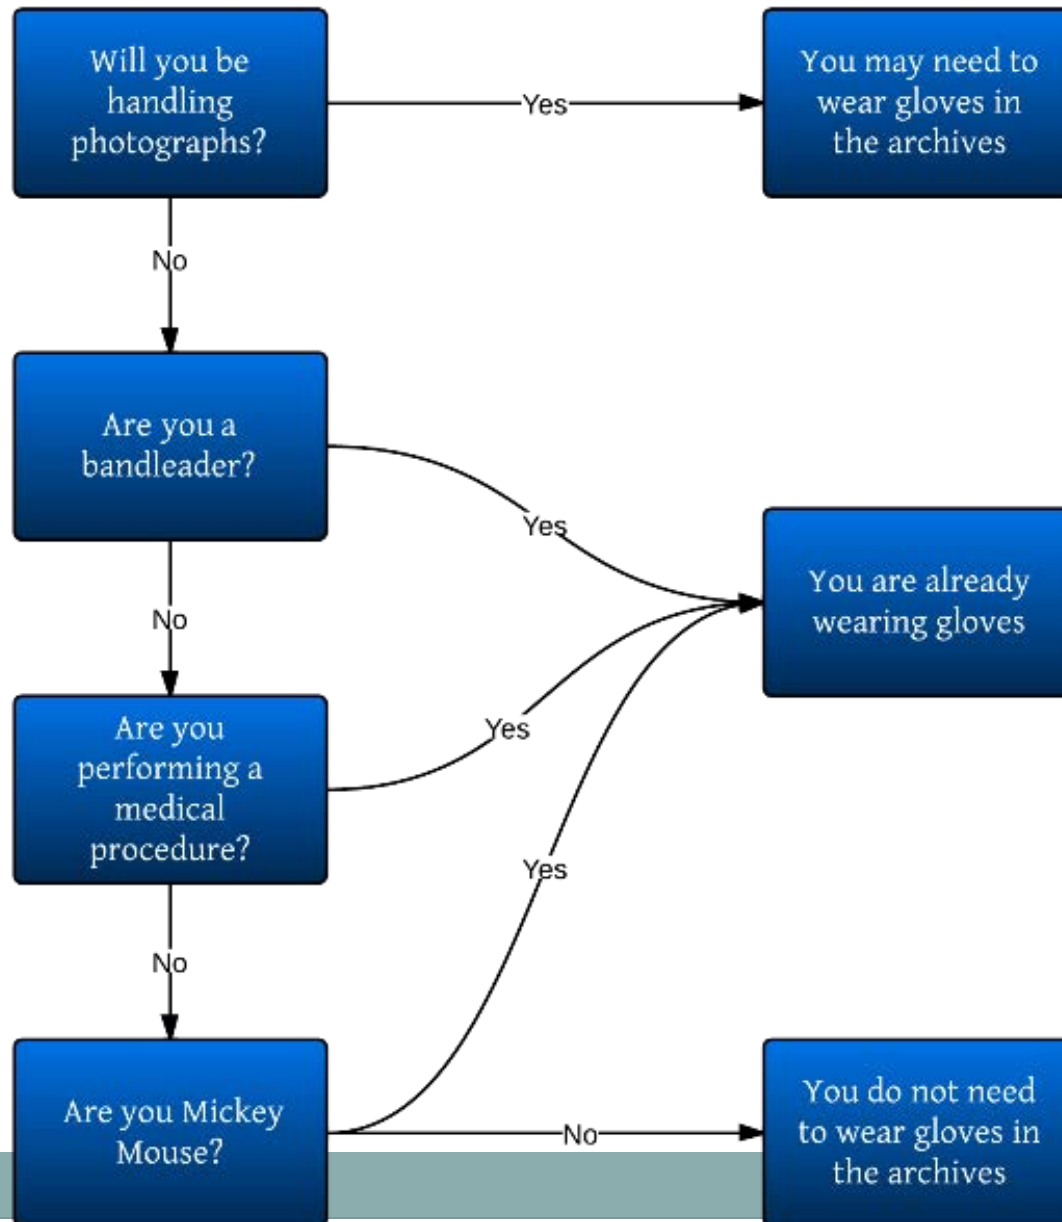 Will you be
handling
photographs?
Yes
You may need to
wear gloves in
the archives
No
Are you a
bandleader?
Yes
You are already
wearing gloves
No
Are you
performing a
medical
procedure?
Yes
Yes
No
Are you Mickey
Mouse?
No
You do not need
to wear gloves in
the archives